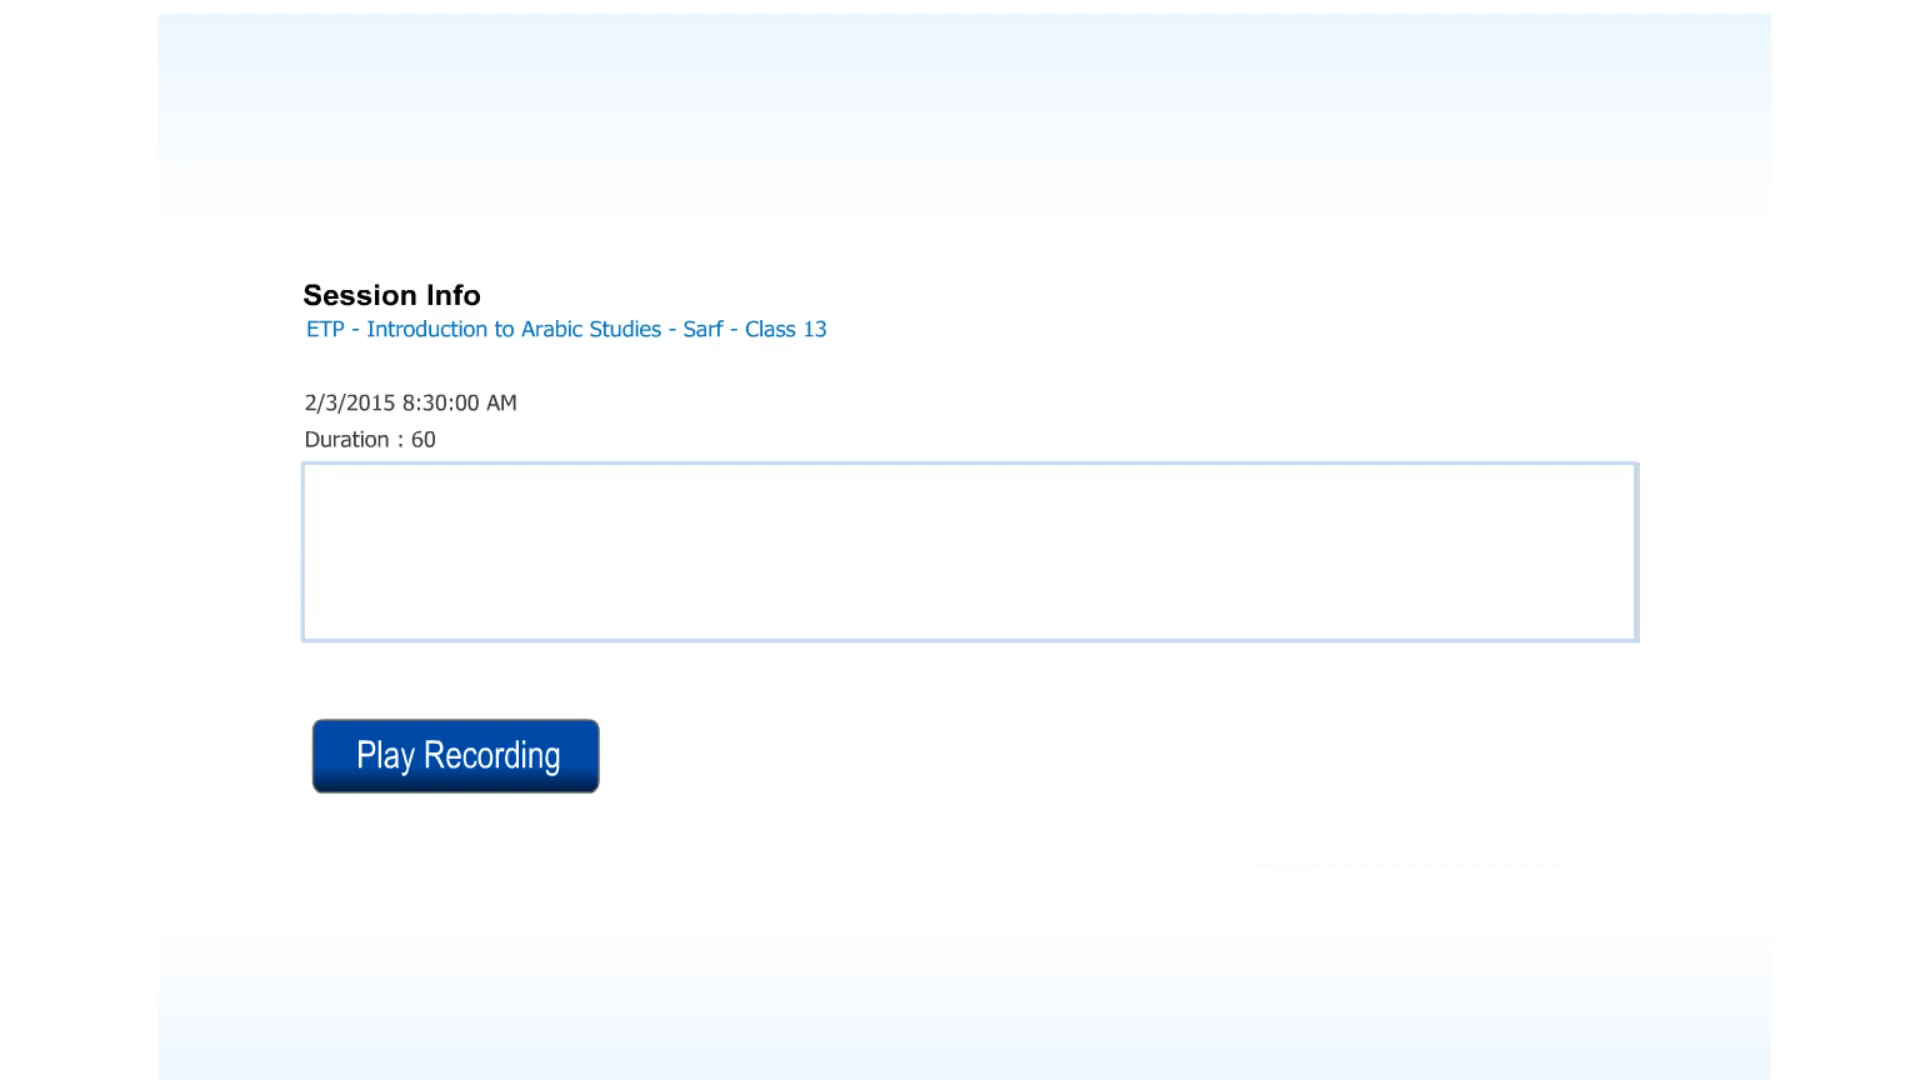 Session Info
ETP - Introduction to Arabic Studies - Sarf - Class 13
2/3/2015 8:30:00 AM
Duration : 60
Play Recording